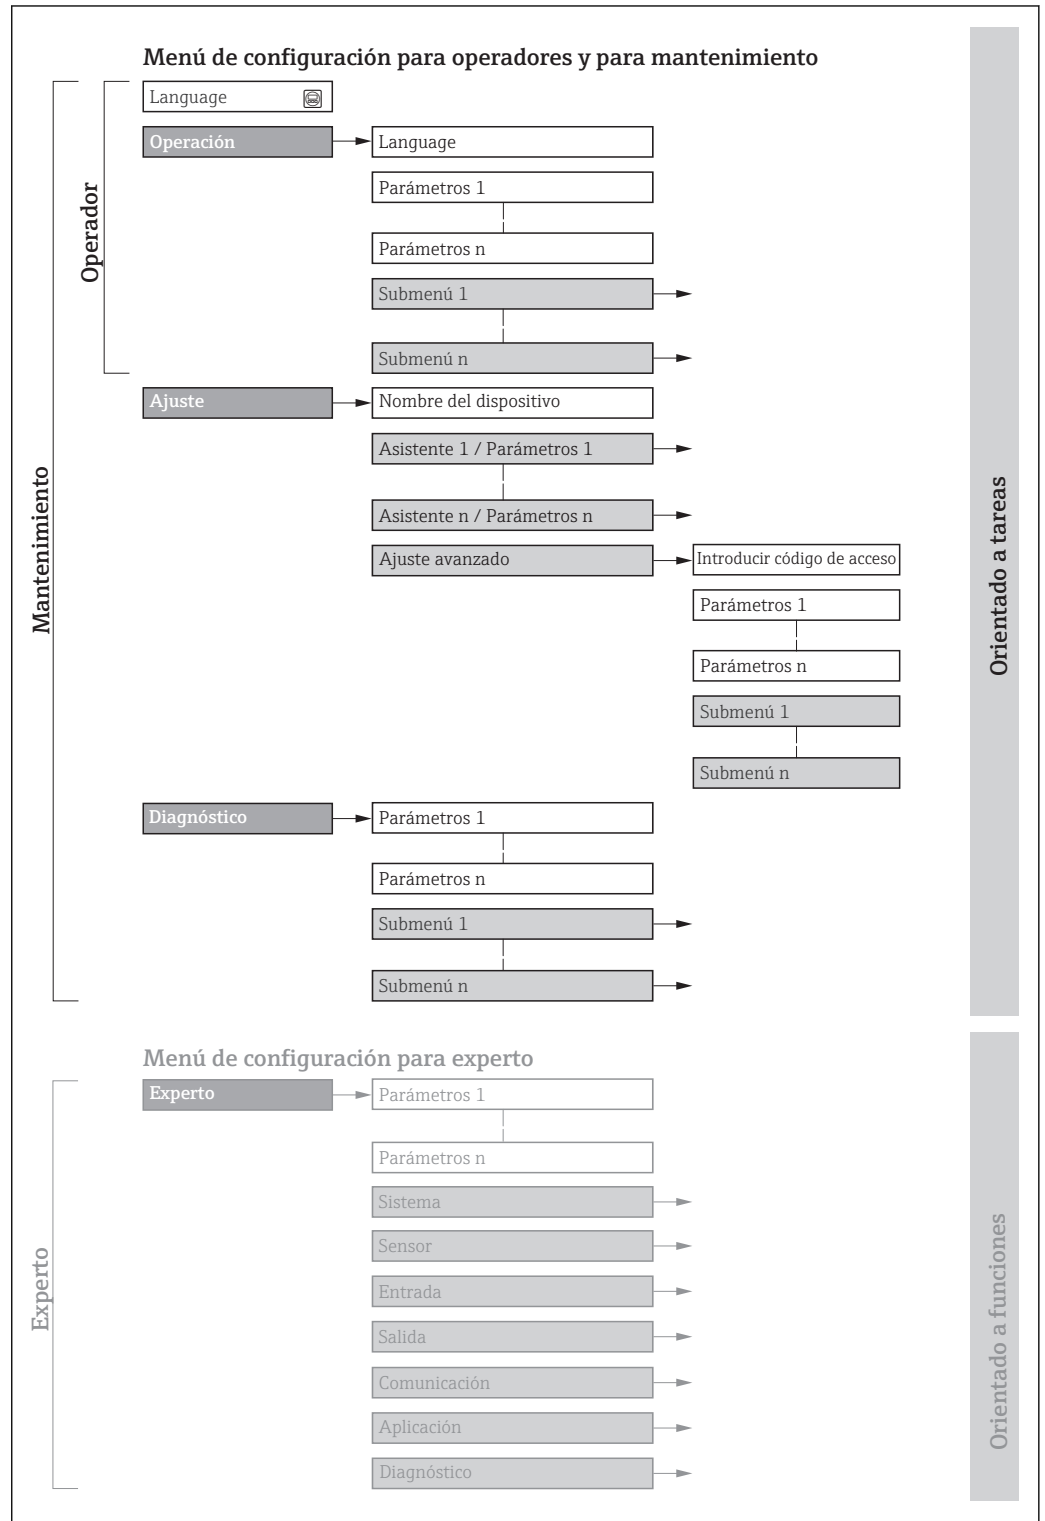 Menú de configuración para operadores y para mantenimiento
Language
Operación
Language
Parámetros 1
Parámetros n
Submenú 1
Submenú n
Operador
Ajuste
Nombre del dispositivo
Asistente 1 / Parámetros 1
Asistente n / Parámetros n
Ajuste avanzado
Introducir código de acceso
Parámetros 1
Parámetros n
Submenú 1
Submenú n
Mantenimiento
Orientado a tareas
Diagnóstico
Parámetros 1
Parámetros n
Submenú 1
Submenú n
Menú de configuración para experto
Experto
Parámetros 1
Parámetros n
Sistema
Sensor
Entrada
Salida
Comunicación
Aplicación
Diagnóstico
Experto
Orientado a funciones